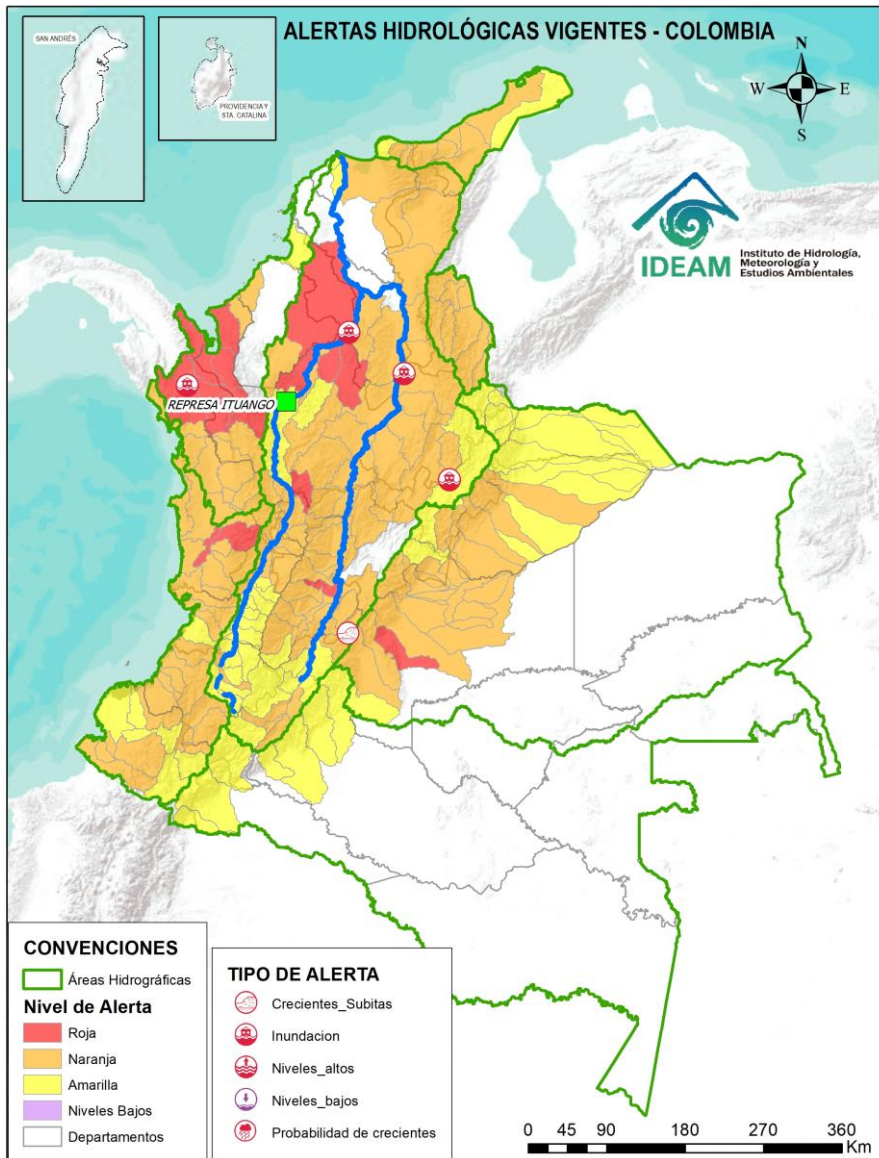 ALERTAS HIDROLÓGICAS VIGENTES - COLOMBIA
SAN ANDRÉS
PROVIDENCIA Y
STA. CATALINA
N
W
E
S
IDEAM
Instituto de Hidrología,
Meteorología y
Estudios Ambientales
REPRESA ITUANGO
CONVENCIONES
Áreas Hidrográficas
Nivel de Alerta
Roja
Naranja
Amarilla
Niveles Bajos
Departamentos
TIPO DE ALERTA
Crecientes_Subitas
Inundacion
Niveles_altos
Niveles_bajos
Probabilidad de crecientes
0 45 90 180 270 360
Km